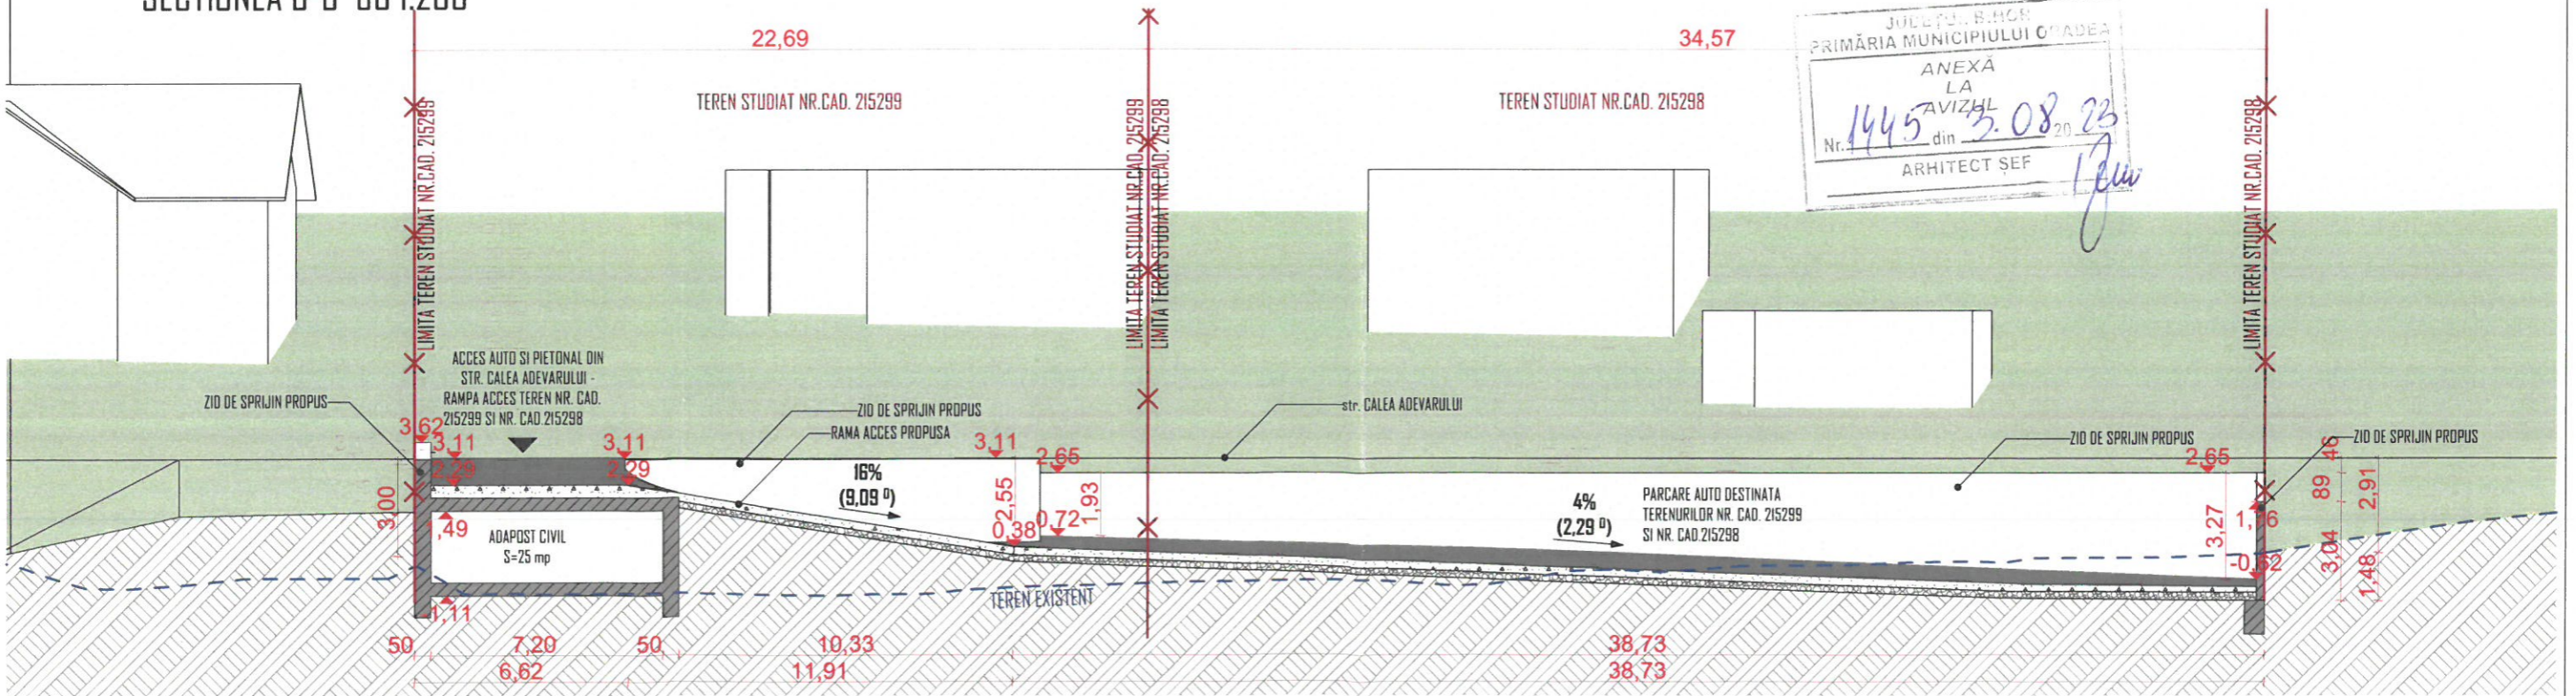 22,69
34,57
JUDEȚUL BIHOR
PRIMĂRIA MUNICIPIULUI ORADEA
ANEXĂ
LA
AVIZUL
Nr. 1445 din 3.08 20 23
ARHITECT ȘEF
TEREN STUDIAT NR.CAD. 215299
TEREN STUDIAT NR.CAD. 215298
LIMITA TEREN STUDIAT NR.CAD. 215299
LIMITA TEREN STUDIAT NR.CAD. 215299
LIMITA TEREN STUDIAT NR.CAD. 215298
LIMITA TEREN STUDIAT NR.CAD. 215298
ACCES AUTO SI PIETONAL DIN
STR. CALEA ADEVARULUI -
RAMPA ACCES TEREN NR. CAD.
215299 SI NR. CAD.215298
ZID DE SPRIJIN PROPUS
ZID DE SPRIJIN PROPUS
RAMA ACCES PROPUSA
str. CALEA ADEVARULUI
ZID DE SPRIJIN PROPUS
ZID DE SPRIJIN PROPUS
3,62
3,11
3,11
3,11
2,65
2,65
46
2,29
2,29
16%
(9,09 º)
2,55
1,93
89
2,91
3,00
1,49
ADAPOST CIVIL
S=25 mp
0,38
0,72
4%
(2,29 º)
PARCARE AUTO DESTINATA
TERENURILOR NR. CAD. 215299
SI NR. CAD.215298
3,27
1,76
-0,62
3,04
1,48
TEREN EXISTENT
1,11
50
7,20
50
10,33
38,73
6,62
11,91
38,73